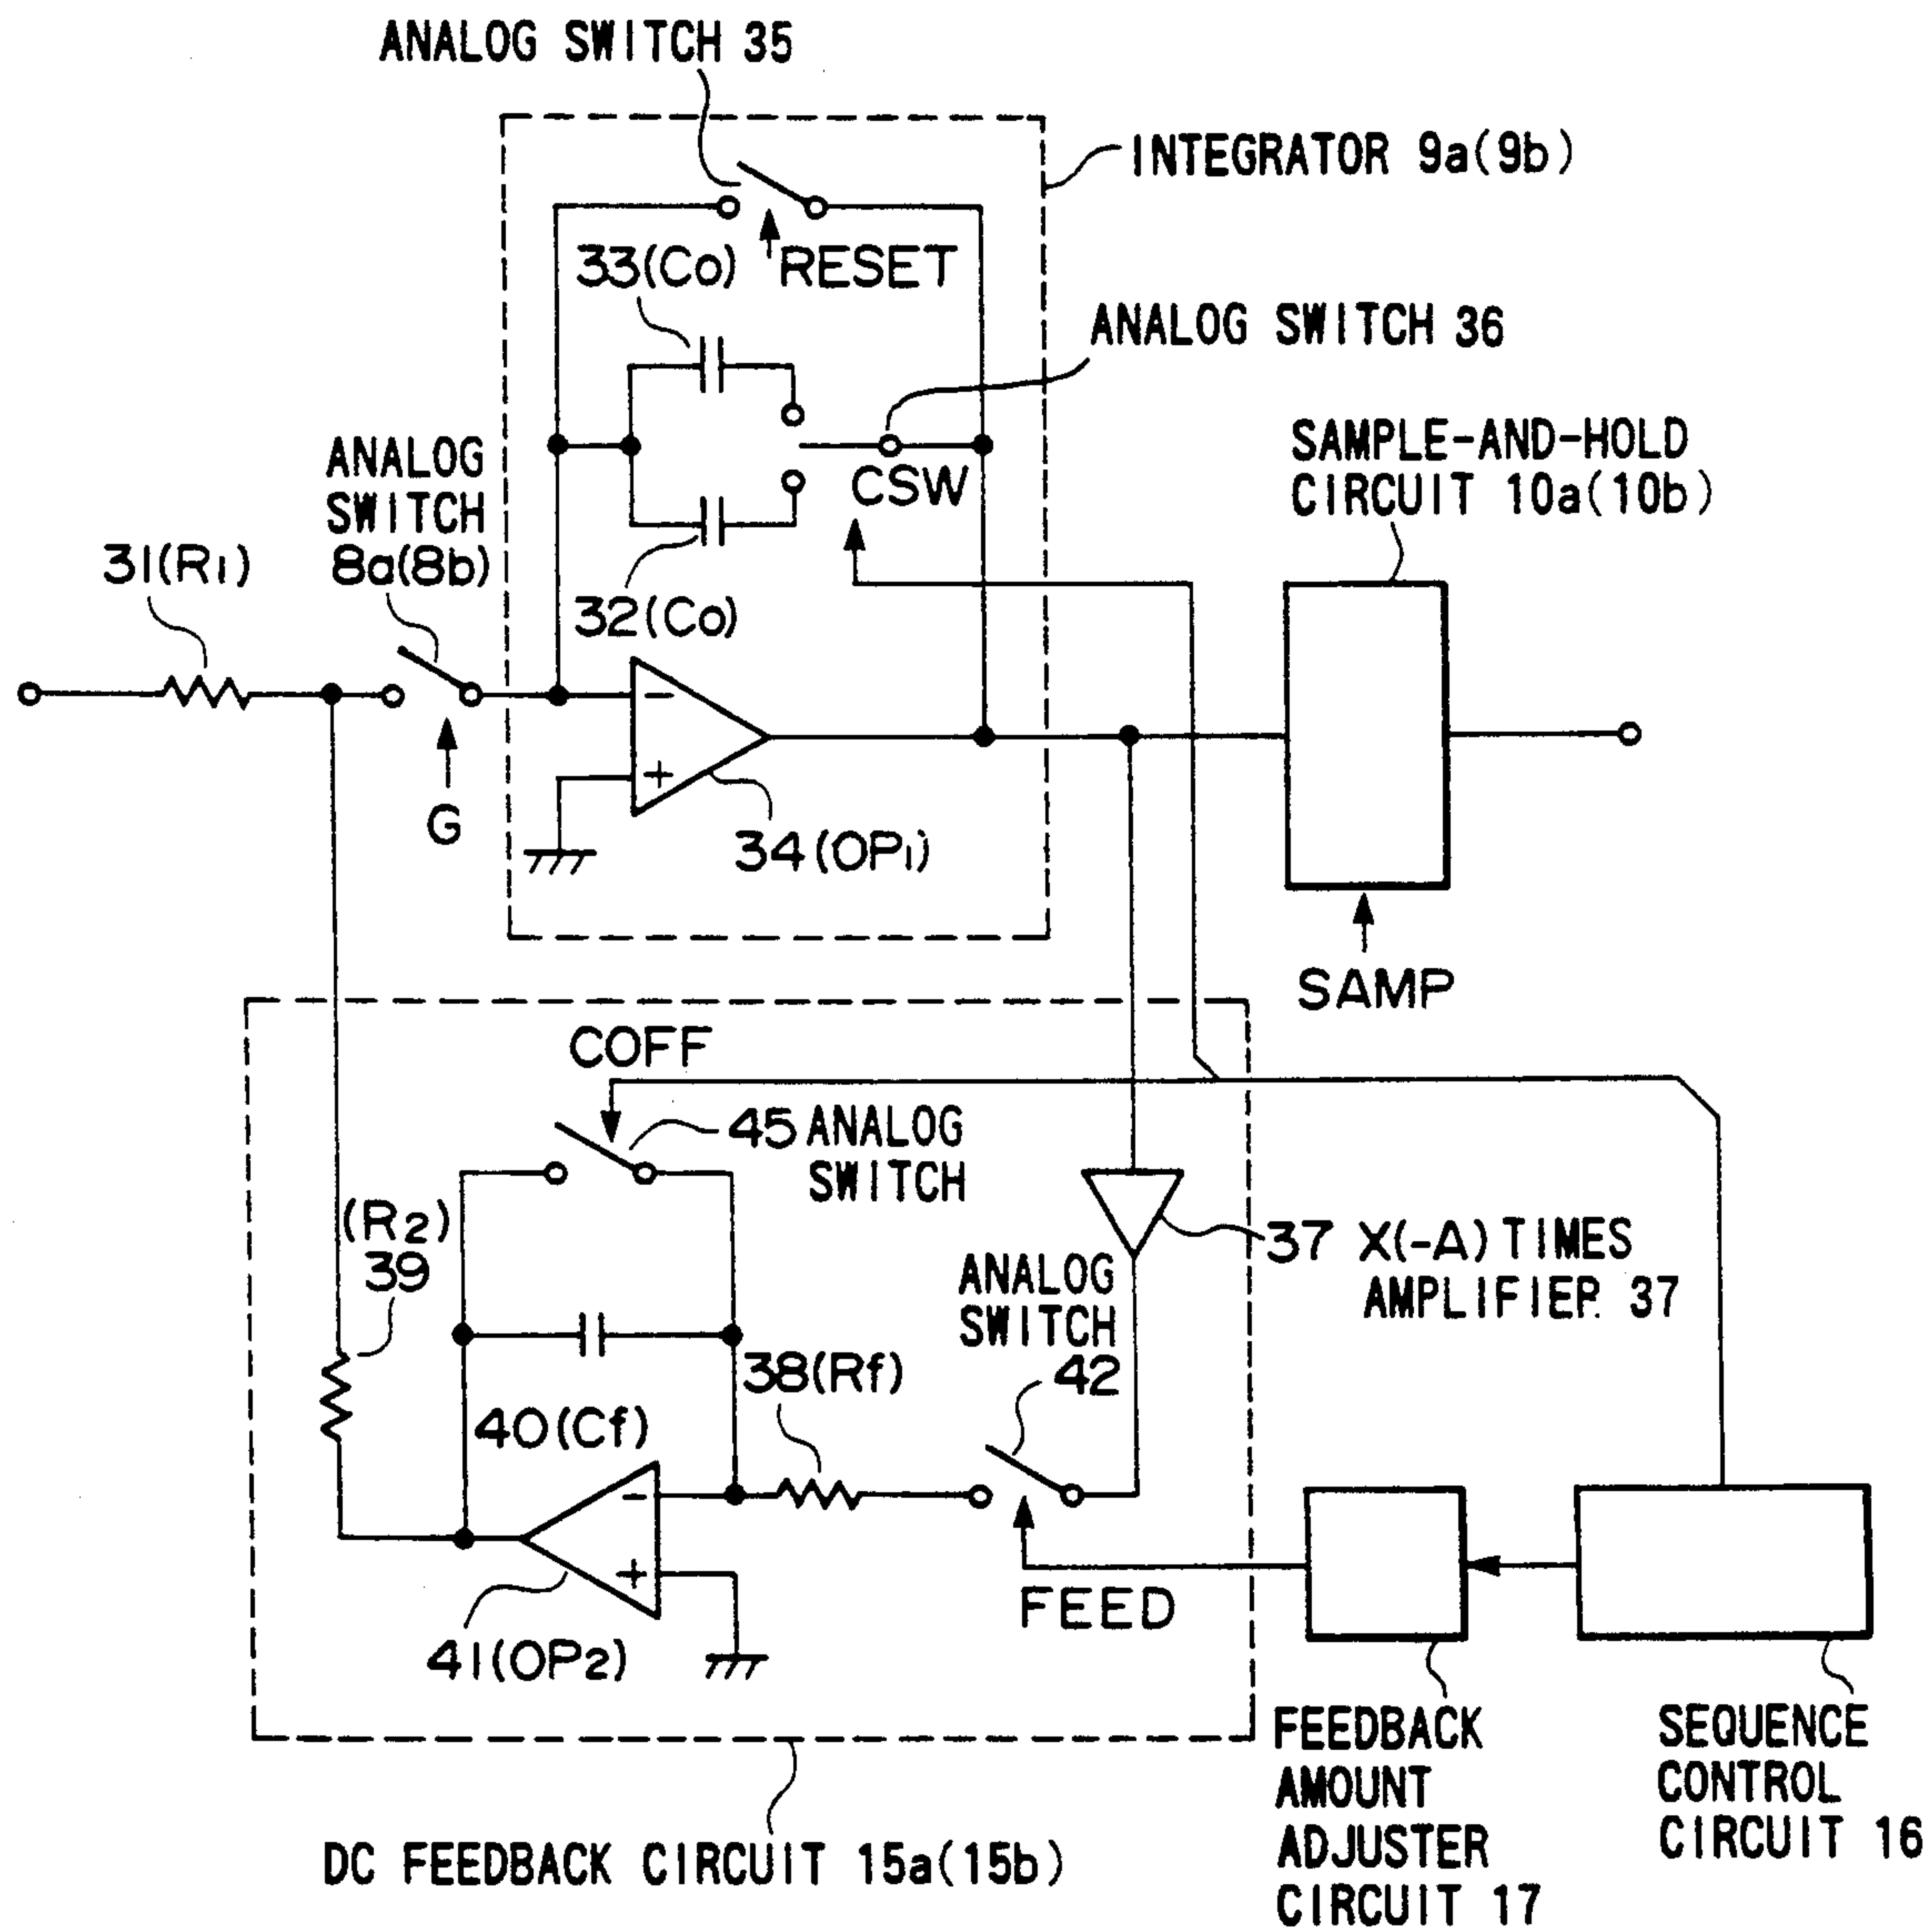 ANALOG SWITCH 35
INTEGRATOR 9a(9b)
33(Co)
RESET
ANALOG SWITCH 36
ANALOG
SWITCH
8a(8b)
CSW
SAMPLE-AND-HOLD
CIRCUIT 10a(10b)
31(R1)
32(Co)
−
+
G
34(OP1)
SAMP
COFF
45 ANALOG
SWITCH
(R2)
39
37 X(-A) TIMES
AMPLIFIER 37
ANALOG
SWITCH
42
38(Rf)
40(Cf)
-
+
FEED
41(OP2)
FEEDBACK
AMOUNT
ADJUSTER
CIRCUIT 17
SEQUENCE
CONTROL
CIRCUIT 16
DC FEEDBACK CIRCUIT 15a(15b)